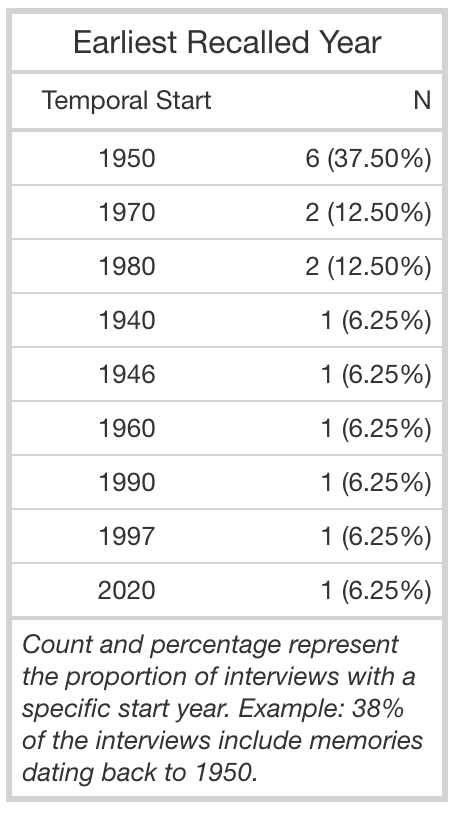 Earliest Recalled Year
Temporal Start N
1950 6 (37.50%)
1970 2 (12.50%)
1980 2 (12.50%)
1940 1 (6.25%)
1946 1 (6.25%)
1960 1 (6.25%)
1990 1 (6.25%)
1997 1 (6.25%)
2020 1 (6.25%)
Count and percentage represent
the proportion of interviews with a
specific start year. Example: 38%
of the interviews include memories
dating back to 1950.